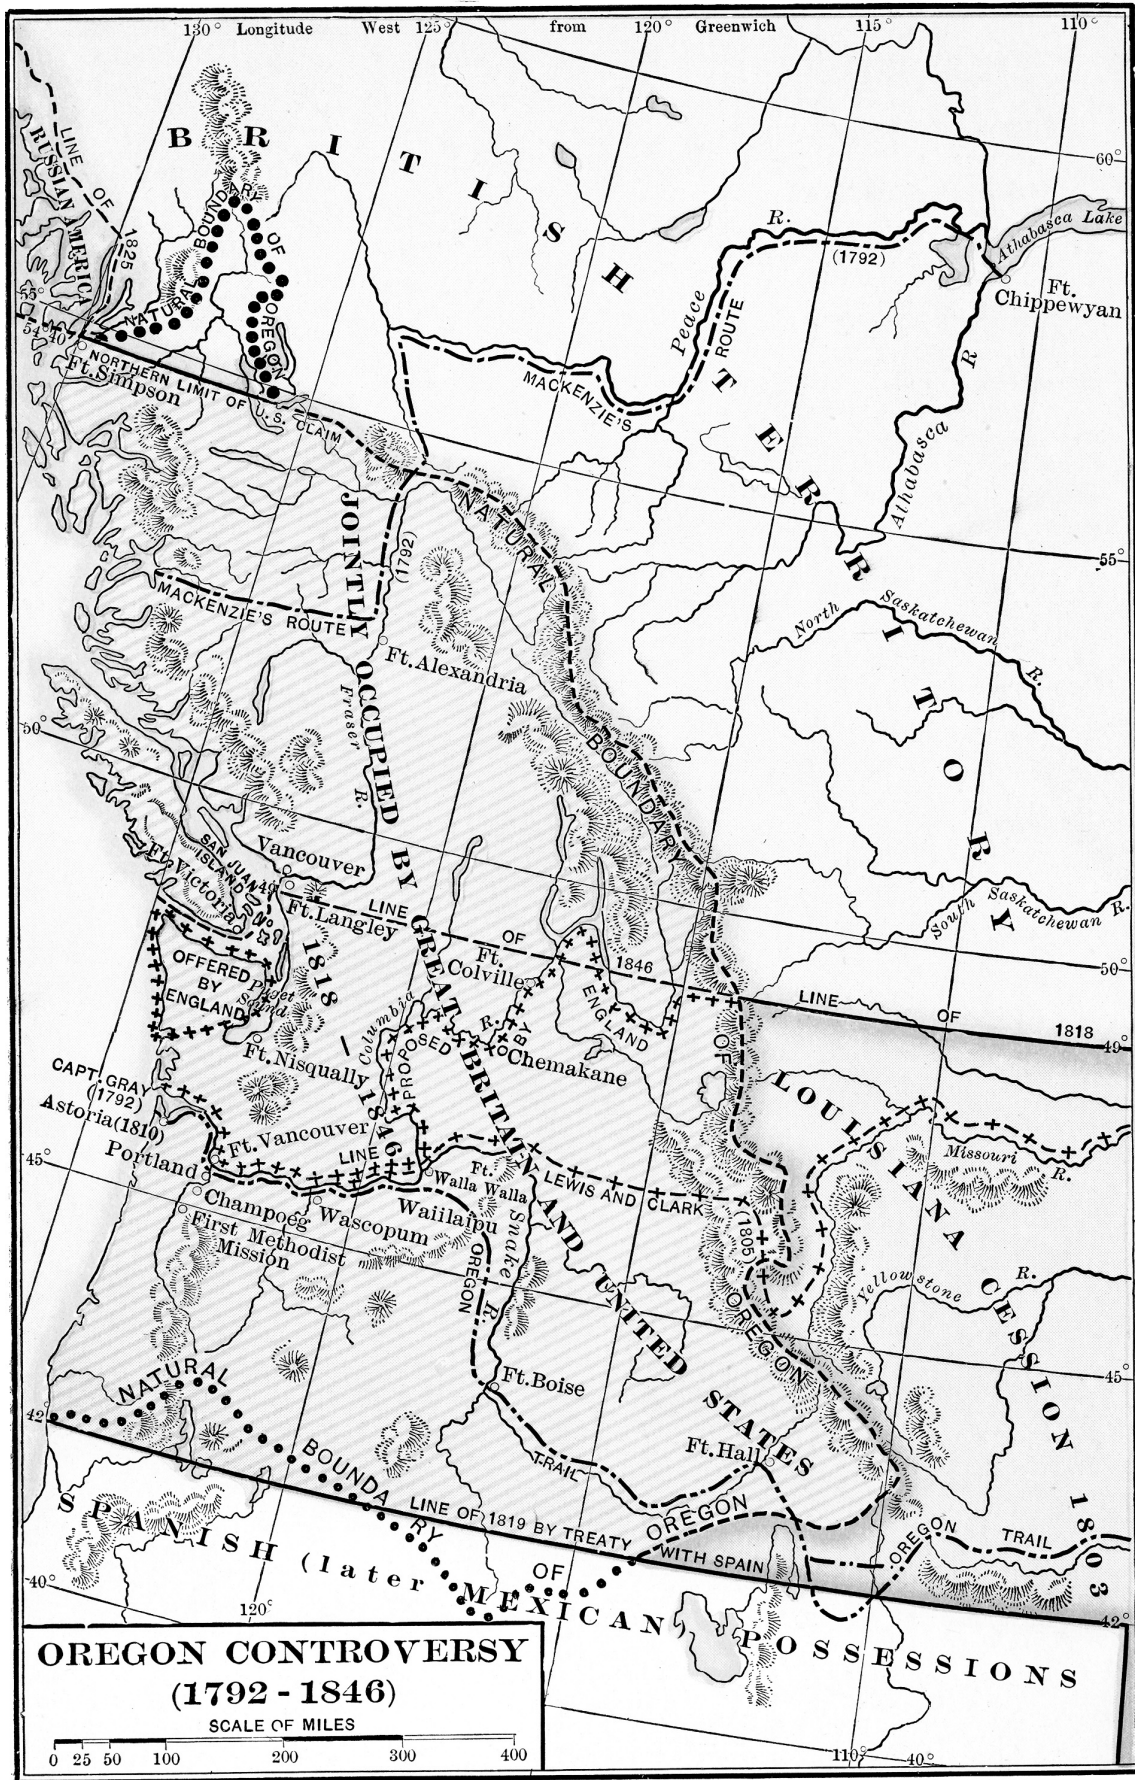 130° Longitude West 125° from 120° Greenwich 115° 110°
BRITISH TERRITORY
LINE OF 1825
RUSSIAN AMERICA
NATURAL BOUNDARY OF OREGON
60°
Athabasca Lake
Peace R.
(1792)
MACKENZIE'S ROUTE
Ft. Chippewyan
55°
54°40'
Ft. Simpson
NORTHERN LIMIT OF U.S. CLAIM
Athabasca R
55°
NATURAL BOUNDARY OF OREGON
JOINTLY OCCUPIED BY GREAT BRITAIN AND UNITED STATES
1818 - 1846
(1792)
MACKENZIE'S ROUTE
Ft. Alexandria
Fraser R.
North Saskatchewan R.
50°
Vancouver
SAN JUAN ISLAND
49°
Ft. Victoria
Ft. Langley
LINE OF 1846
South Saskatchewan R.
50°
OFFERED BY ENGLAND
Puget Sound
Ft. Colville
Columbia R.
PROPOSED BY ENGLAND
LINE OF 1818
49°
Ft. Nisqually
Chemakane
CAPT. GRAY
(1792)
Astoria(1810)
Ft. Vancouver
LINE
Portland
45°
Champoeg
Wascopum
Waiilaipu
Ft. Walla Walla
First Methodist
Mission
LEWIS AND CLARK
(1805)
Snake R.
OREGON TRAIL
LOUISIANA CESSION 1803
Missouri R.
Yellowstone R.
45°
Ft. Boise
Ft. Hall
NATURAL BOUNDARY OF OREGON
42°
LINE OF 1819 BY TREATY WITH SPAIN
OREGON TRAIL
SPANISH (later MEXICAN) POSSESSIONS
42°
40°
120°
110°
40°
OREGON CONTROVERSY
(1792 - 1846)
SCALE OF MILES
0 25 50 100 200 300 400